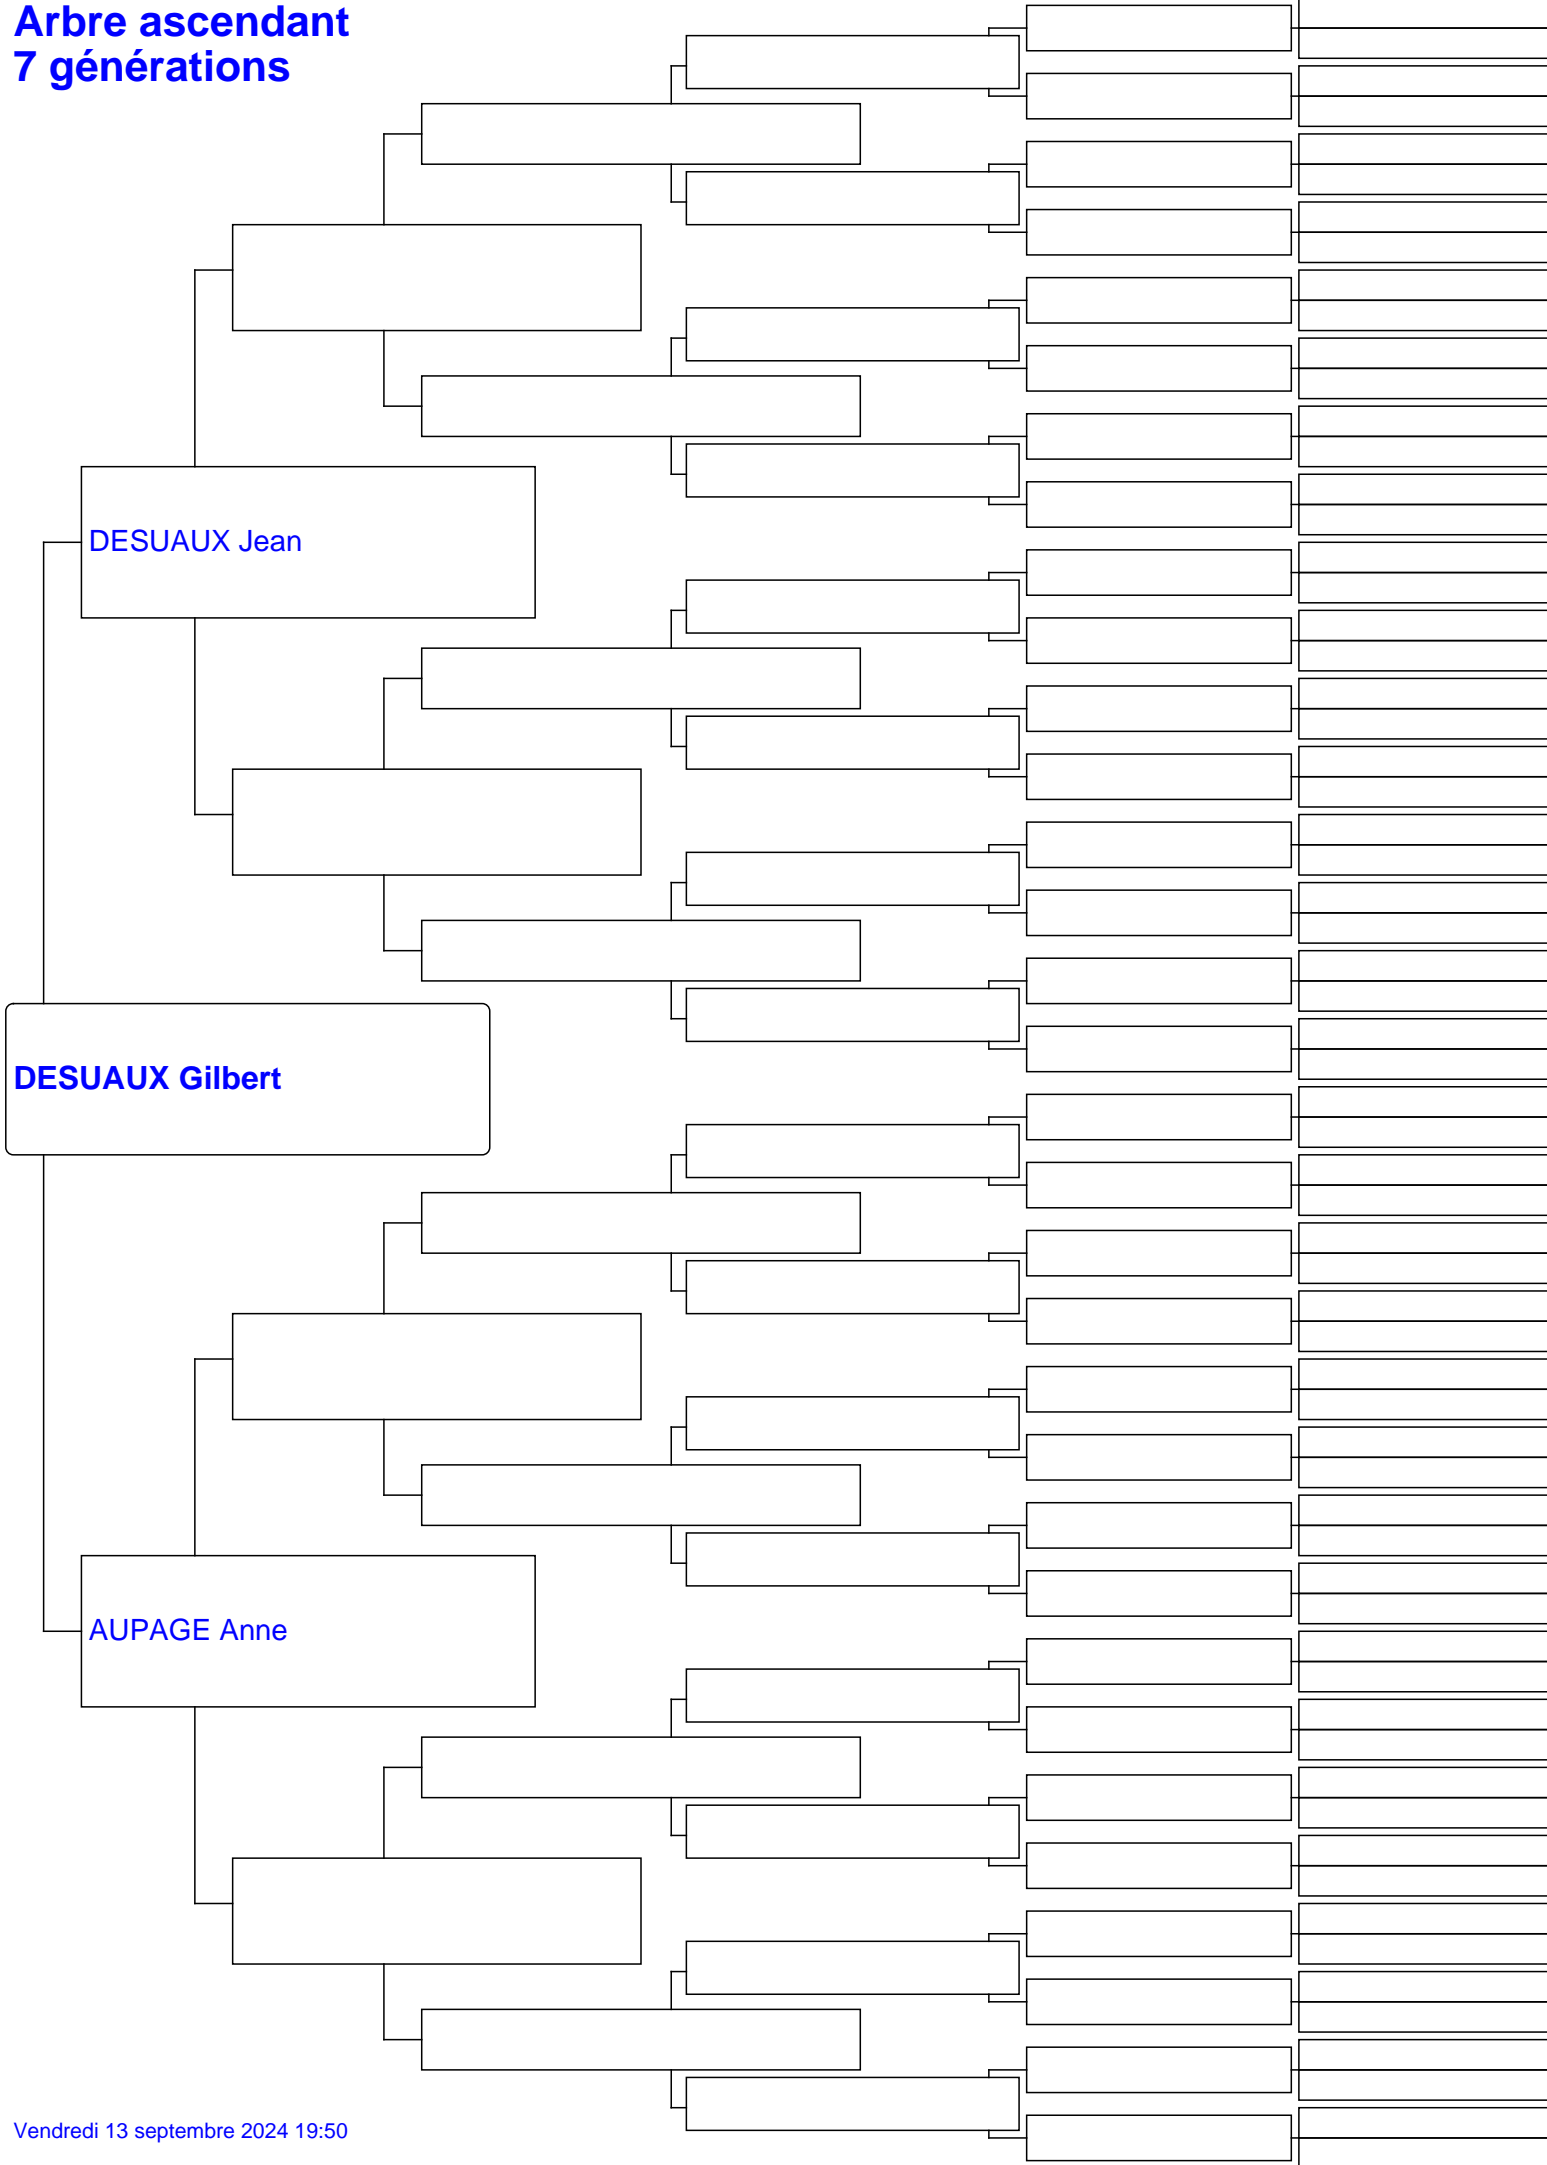 Arbre ascendant
7 générations
DESUAUX Jean
DESUAUX Gilbert
AUPAGE Anne
Vendredi 13 septembre 2024 19:50